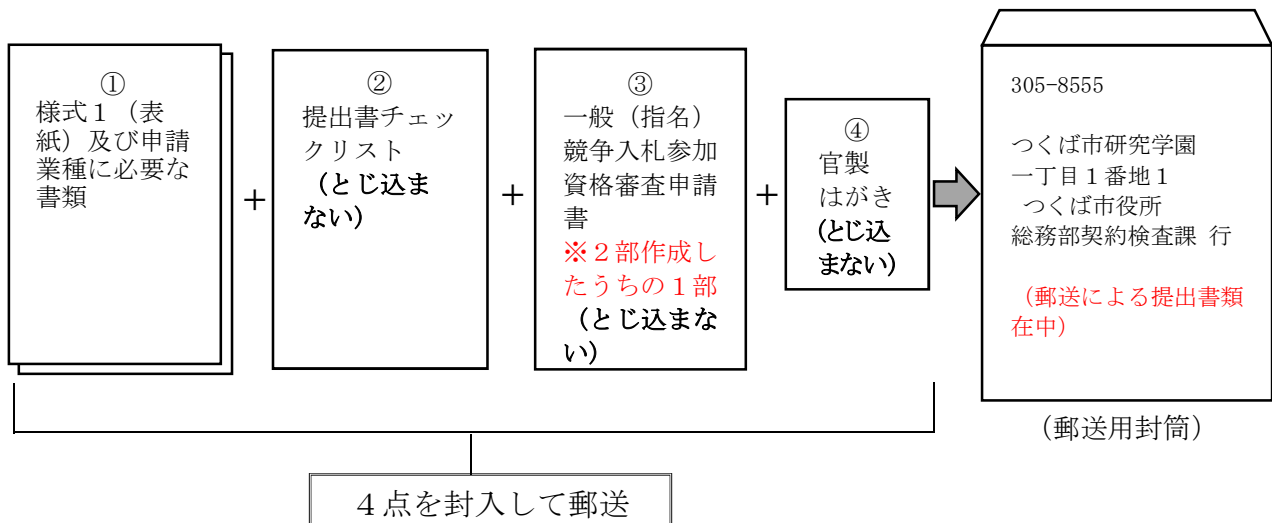 ①
様式１（表
紙）及び申請
業種に必要な
書類
+
②
提出書チェッ
クリスト
（とじ込ま
ない）
+
③
一般（指名）
競争入札参加
資格審査申請
書
※２部作成し
たうちの１部
（とじ込まな
い）
+
④
官製
はがき
（とじ込
まない）
305-8555
つくば市研究学園
一丁目１番地１
つくば市役所
総務部契約検査課 行
（郵送による提出書類
在中）
（郵送用封筒）
４点を封入して郵送